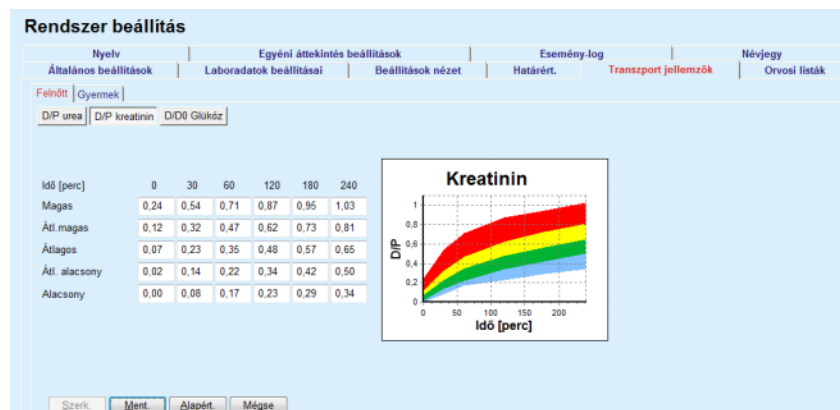 Rendszer beállítás
Nyelv Egyéni áttekintés beállítások Esemény-log Névjegy
Általános beállítások Laboradatok beállításai Beállítások nézet Határért. Transzport jellemzők Orvosi listák
Felnőtt Gyermek
D/P urea D/P kreatinin D/D0 Glükóz
Idő [perc] 0 30 60 120 180 240
Magas 0,24 0,54 0,71 0,87 0,95 1,03
Átl.magas 0,12 0,32 0,47 0,62 0,73 0,81
Átlagos 0,07 0,23 0,35 0,48 0,57 0,65
Átl. alacsony 0,02 0,14 0,22 0,34 0,42 0,50
Alacsony 0,00 0,08 0,17 0,23 0,29 0,34
Kreatinin
D/P
1
0,8
0,6
0,4
0,2
0
0 50 100 150 200
Idő [perc]
Szerk. Ment. Alapért. Mégse